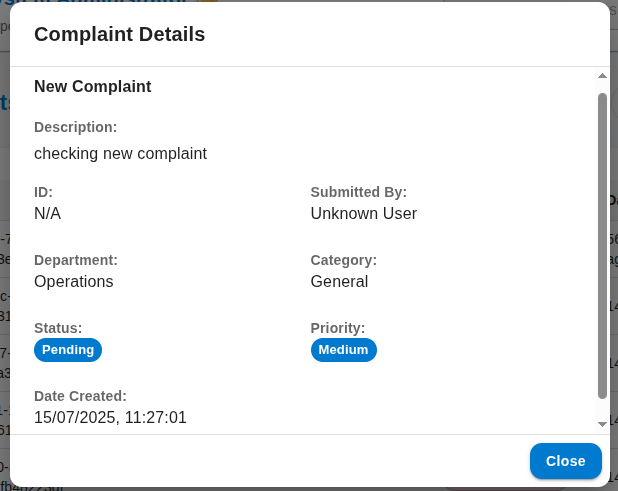 Complaint Details
New Complaint
Description:
checking new complaint
ID:
Submitted By:
N/A
Unknown User
Department:
Category:
Operations
General
Status:
Priority:
Pending
Medium
Date Created:
15/07/2025, 11:27:01
Close